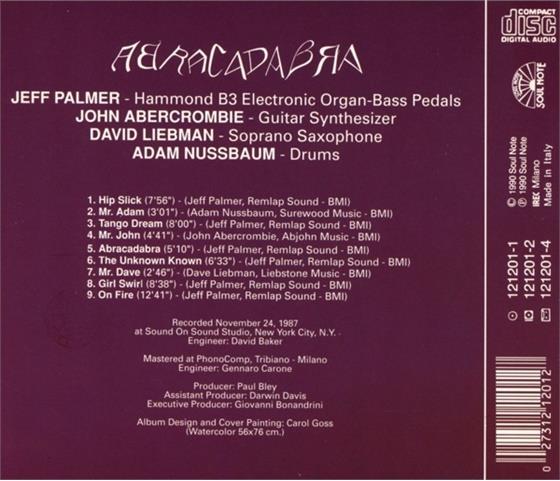 ABRACADABRA
JEFF PALMER - Hammond B3 Electronic Organ-Bass Pedals
JOHN ABERCROMBIE - Guitar Synthesizer
DAVID LIEBMAN - Soprano Saxophone
ADAM NUSSBAUM - Drums
1. Hip Slick (7'56") - (Jeff Palmer, Remlap Sound - BMI)
2. Mr. Adam (3'01") - (Adam Nussbaum, Surewood Music - BMI)
3. Tango Dream (8'00") - (Jeff Palmer, Remlap Sound - BMI)
4. Mr. John (4'41") - (John Abercrombie, Abjohn Music - BMI)
5. Abracadabra (5'10") - (Jeff Palmer, Remlap Sound - BMI)
6. The Unknown Known (6'33") - (Jeff Palmer, Remlap Sound - BMI)
7. Mr. Dave (2'46") - (Dave Liebman, Liebstone Music - BMI)
8. Girl Swirl (8'38") - (Jeff Palmer, Remlap Sound - BMI)
9. On Fire (12'41") - (Jeff Palmer, Remlap Sound - BMI)
Recorded November 24, 1987
at Sound On Sound Studio, New York City, N.Y.
Engineer: David Baker
Mastered at PhonoComp, Tribiano - Milano
Engineer: Gennaro Carone
Producer: Paul Bley
Assistant Producer: Darwin Davis
Executive Producer: Giovanni Bonandrini
Album Design and Cover Painting: Carol Goss
(Watercolor 56x76 cm.)
COMPACT
disc
DIGITAL AUDIO
SOUL NOTE
© 1990 Soul Note
℗ 1990 Soul Note
IREC Milano
Made in Italy
121201-1
121201-2
121201-4
0 27312 12012